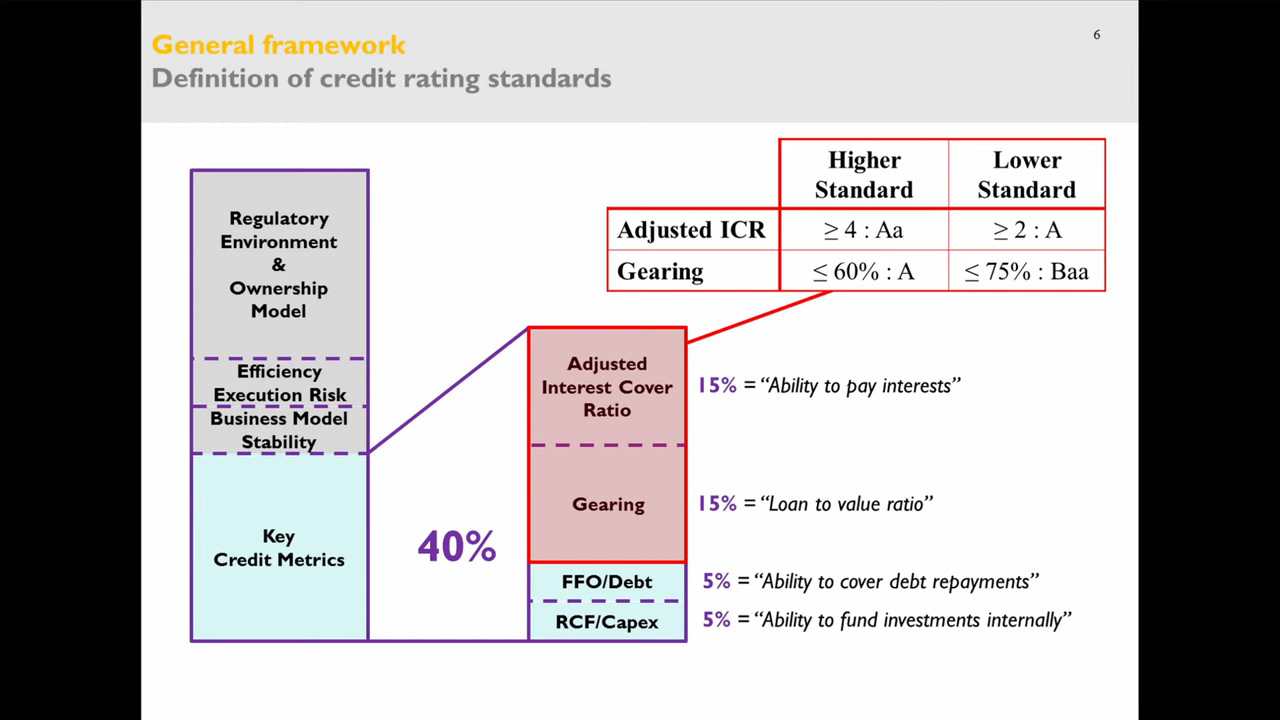 General framework
Definition of credit rating standards
6
Higher
Standard
Lower
Standard
Adjusted ICR
≥ 4 : Aa
≥ 2 : A
Gearing
≤ 60% : A
≤ 75% : Baa
Regulatory
Environment
&
Ownership
Model
Efficiency
Execution Risk
Business Model
Stability
Key
Credit Metrics
40%
Adjusted
Interest Cover
Ratio
15% = “Ability to pay interests”
Gearing
15% = “Loan to value ratio”
FFO/Debt
5% = “Ability to cover debt repayments”
RCF/Capex
5% = “Ability to fund investments internally”